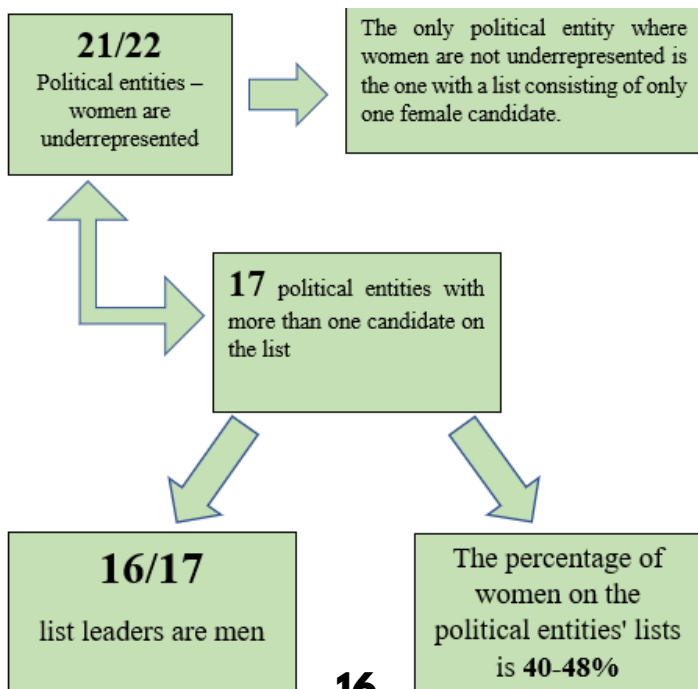 21/22
Political entities –
women are
underrepresented
The only political entity where
women are not underrepresented is
the one with a list consisting of only
one female candidate.
17 political entities with
more than one candidate on
the list
16/17
list leaders are men
The percentage of
women on the
political entities' lists
is 40-48%
16